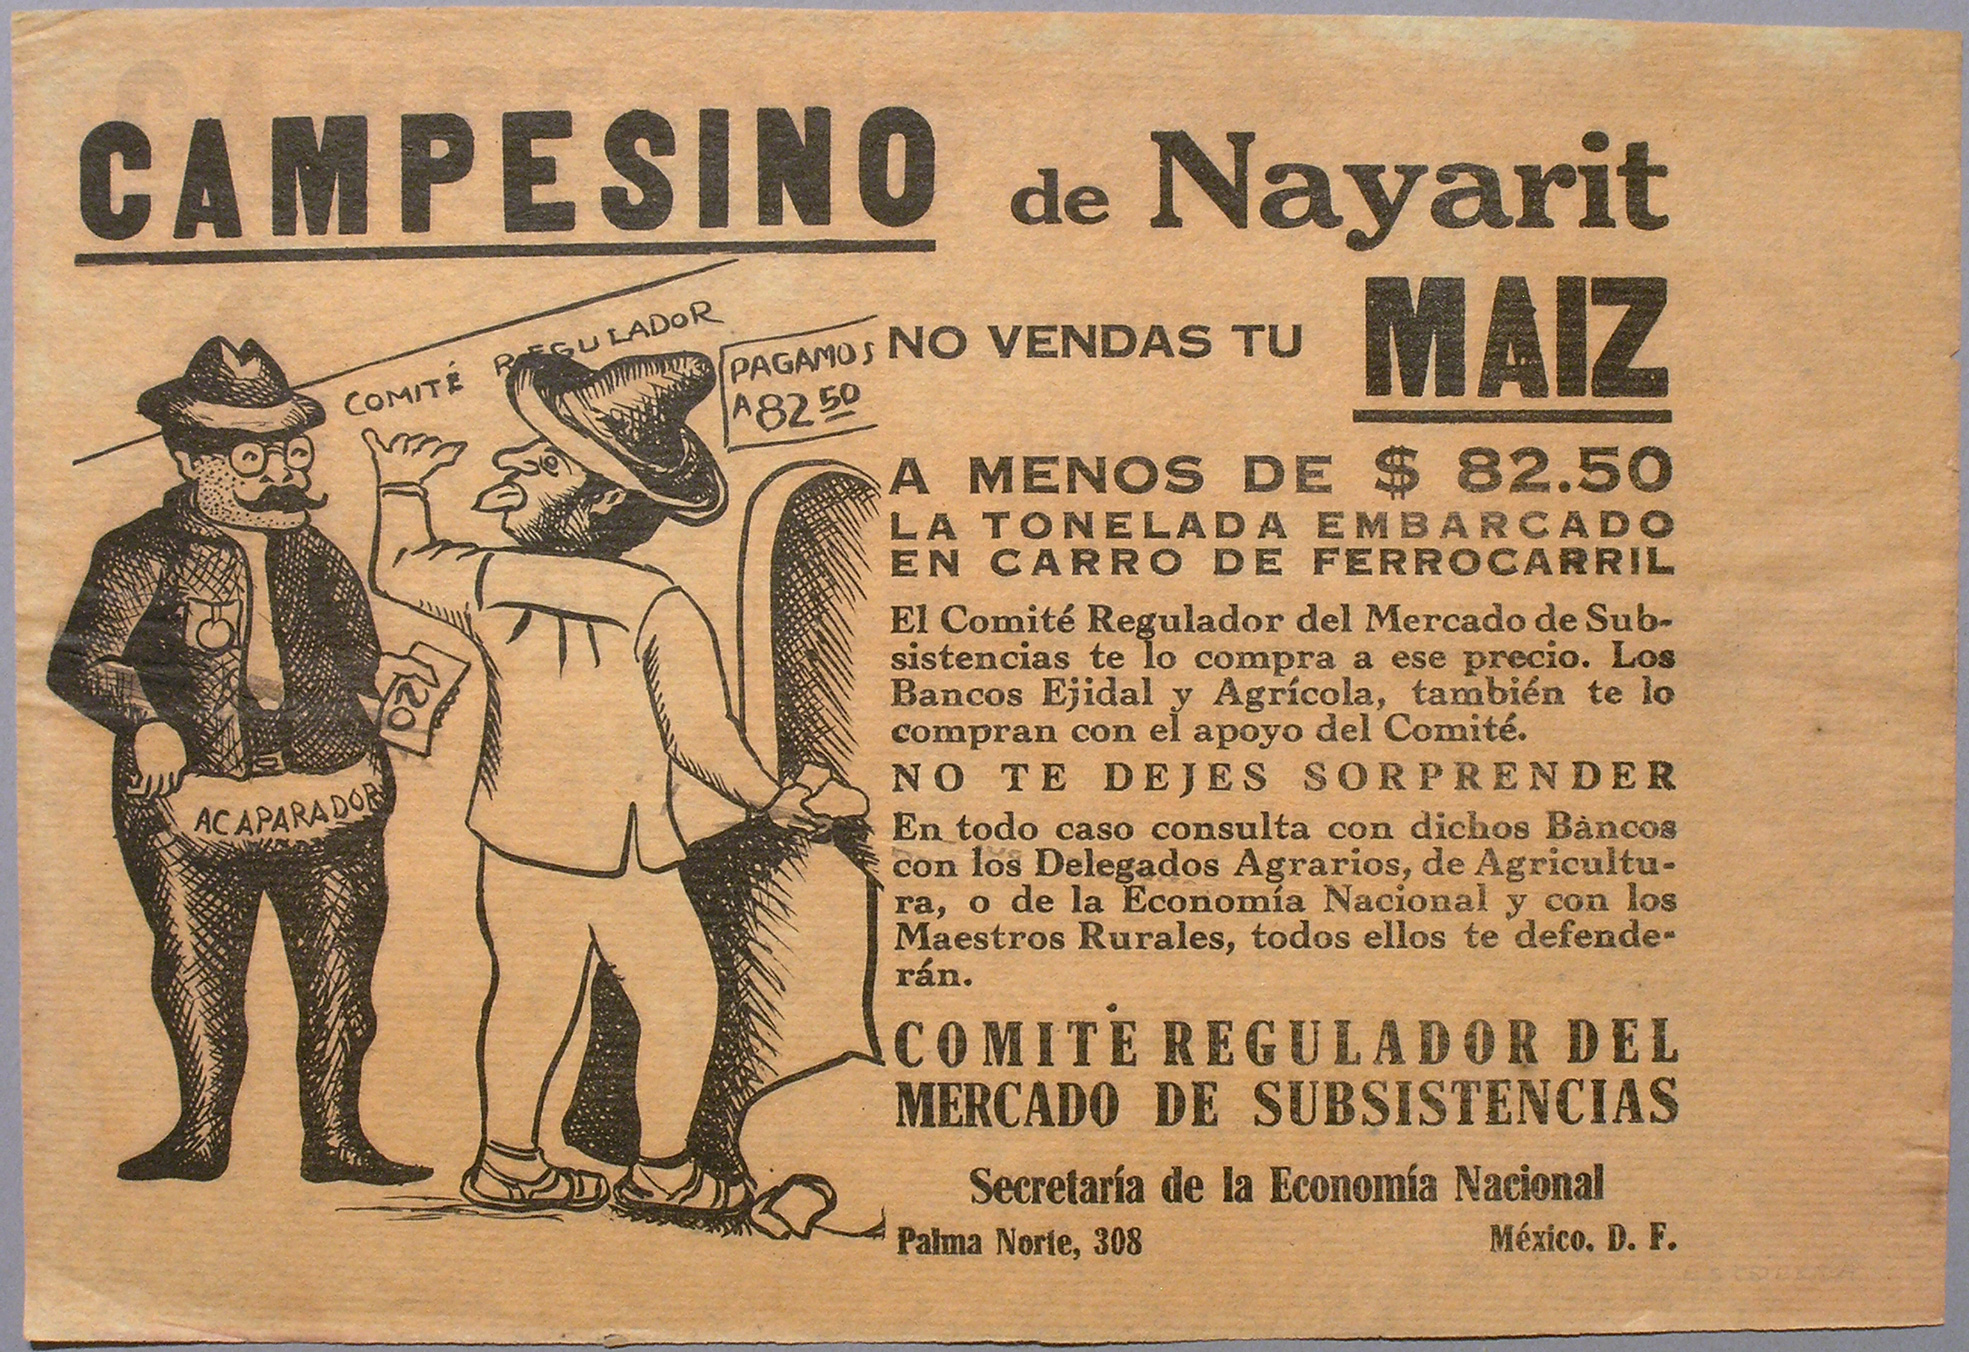 CAMPESINO de Nayarit
COMITÉ REGULADOR
PAGAMOS
A 82 50
20
ACAPARADOR
NO VENDAS TU MAIZ
A MENOS DE $ 82.50
LA TONELADA EMBARCADO
EN CARRO DE FERROCARRIL
El Comité Regulador del Mercado de Sub-
sistencias te lo compra a ese precio. Los
Bancos Ejidal y Agrícola, también te lo
compran con el apoyo del Comité.
NO TE DEJES SORPRENDER
En todo caso consulta con dichos Bancos
con los Delegados Agrarios, de Agricultu-
ra, o de la Economía Nacional y con los
Maestros Rurales, todos ellos te defende-
rán.
COMITÉ REGULADOR DEL
MERCADO DE SUBSISTENCIAS
Secretaría de la Economía Nacional
Palma Norte, 308 México. D. F.